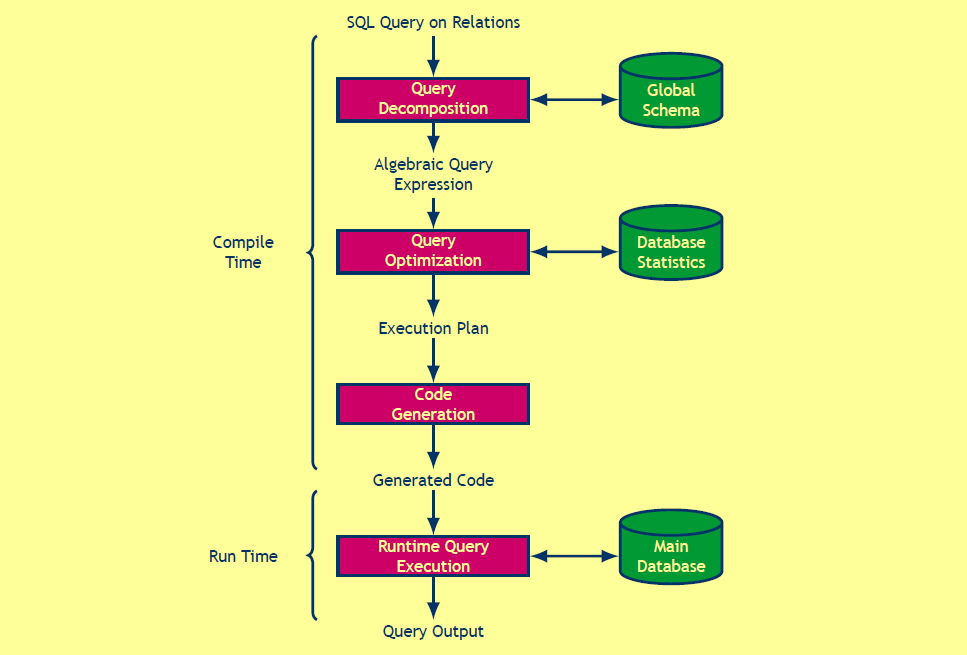 SQL Query on Relations
Query
Decomposition
Global
Schema
Algebraic Query
Expression
Compile
Time
Query
Optimization
Database
Statistics
Execution Plan
Code
Generation
Generated Code
Run Time
Runtime Query
Execution
Main
Database
Query Output